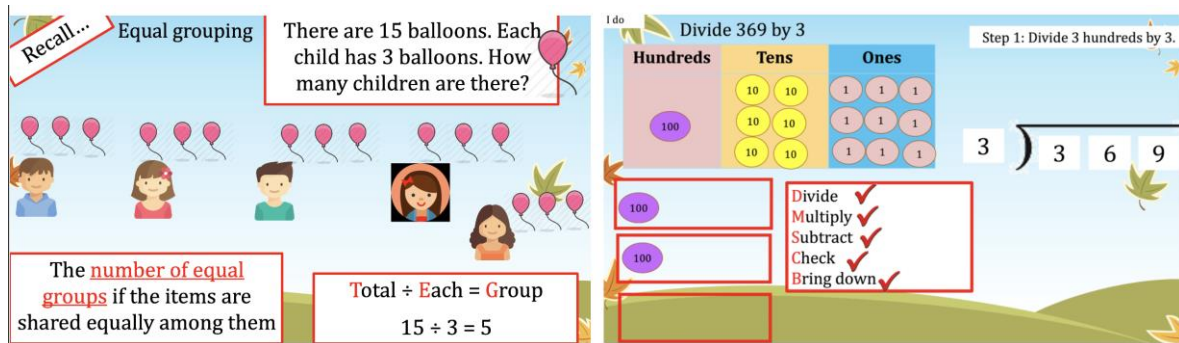 Recall...
Equal grouping
There are 15 balloons. Each
child has 3 balloons. How
many children are there?
The number of equal
groups if the items are
shared equally among them
Total ÷ Each = Group
15 ÷ 3 = 5
I do
Divide 369 by 3
Step 1: Divide 3 hundreds by 3.
Hundreds Tens Ones
10 10 1 1 1
100 10 10 1 1 1
10 10 1 1 1
3 3 6 9
100
100
Divide
Multiply
Subtract
Check
Bring down